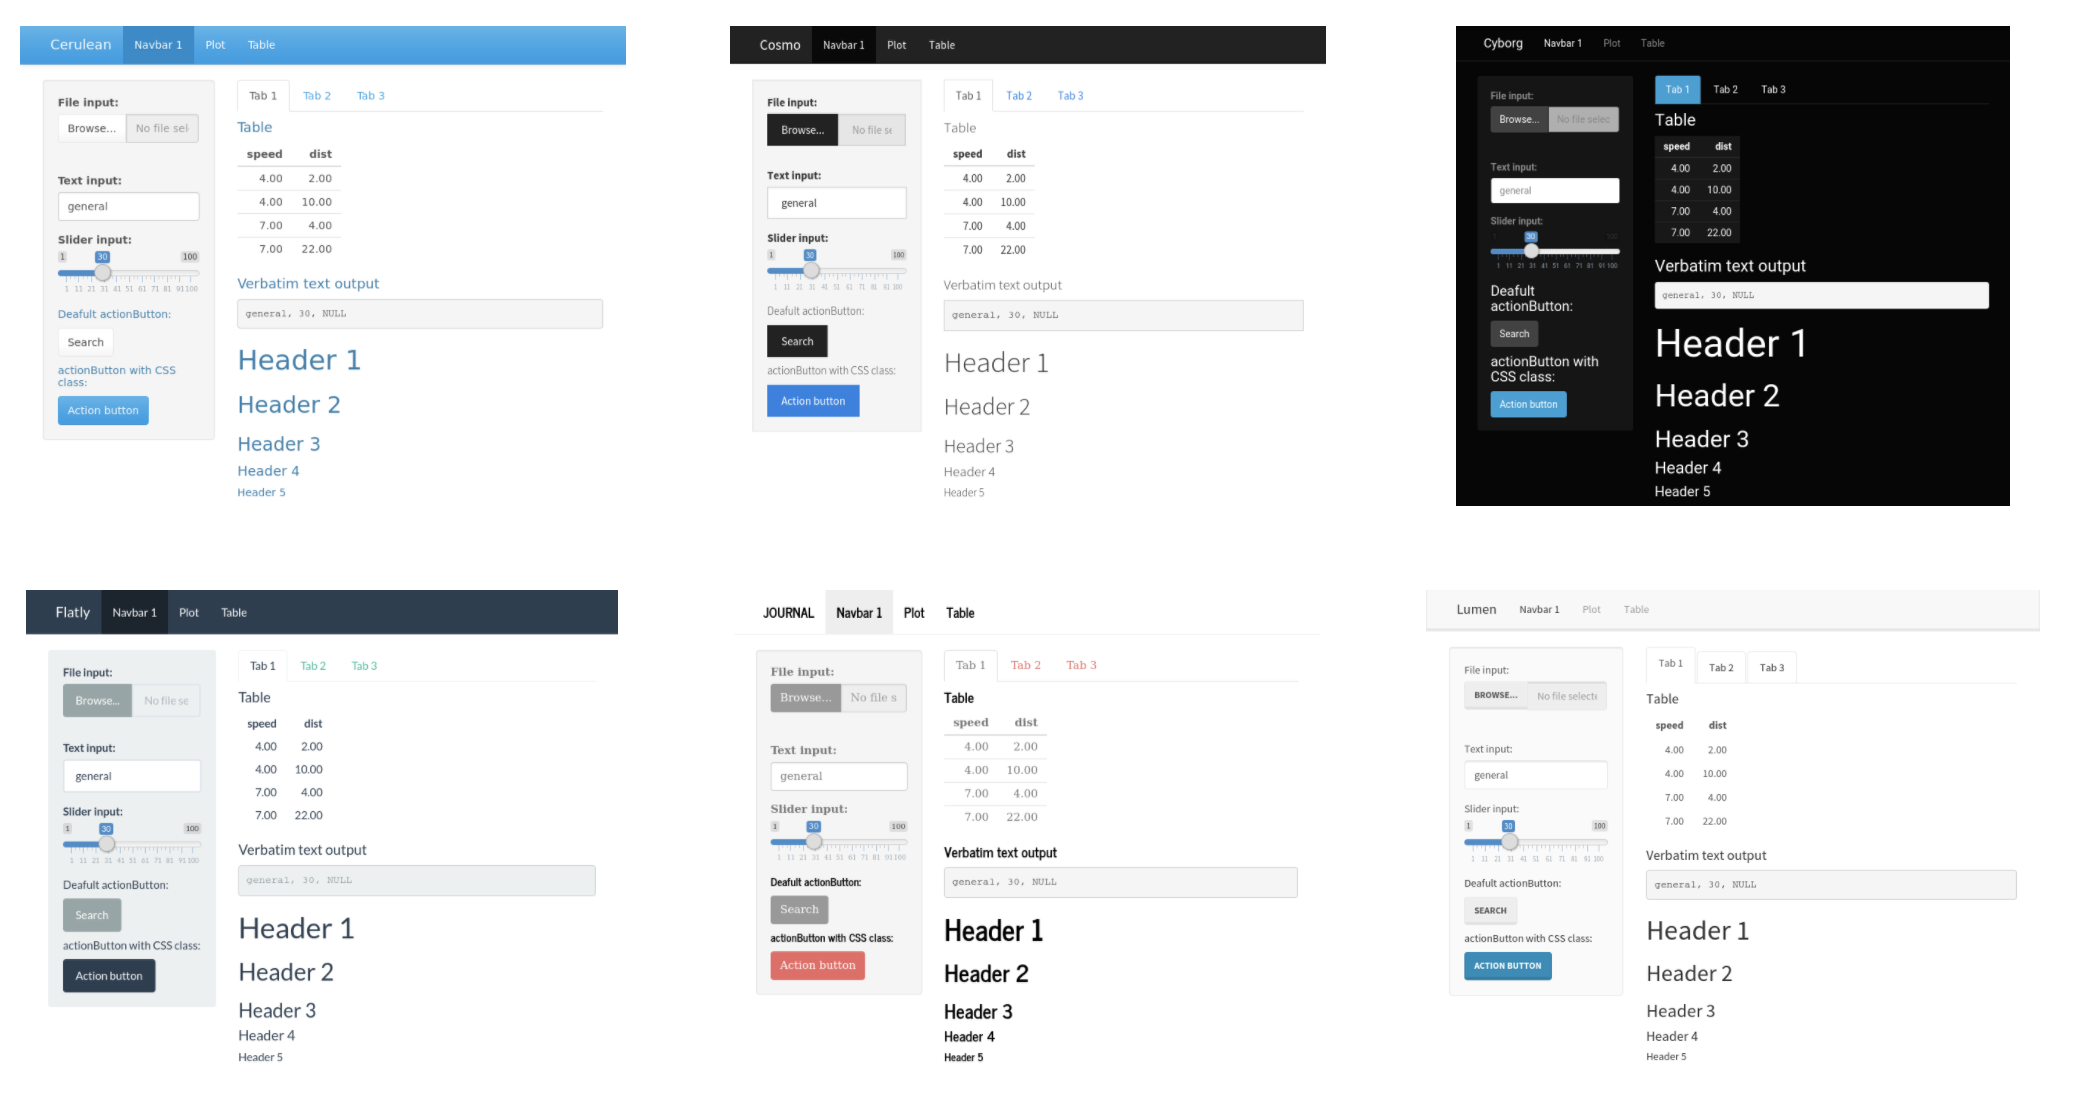 Cerulean Navbar 1 Plot Table
File input:
Browse... No file sel
Text input:
general
Slider input:
1 30 100
1 11 21 31 41 51 61 71 81 91100
Deafult actionButton:
Search
actionButton with CSS
class:
Action button
Tab 1 Tab 2 Tab 3
Table
speed dist
4.00 2.00
4.00 10.00
7.00 4.00
7.00 22.00
Verbatim text output
general, 30, NULL
Header 1
Header 2
Header 3
Header 4
Header 5
Cosmo Navbar 1 Plot Table
File input:
Browse... No file se
Text input:
general
Slider input:
1 30 100
1 11 21 31 41 51 61 71 81 91 100
Deafult actionButton:
Search
actionButton with CSS class:
Action button
Tab 1 Tab 2 Tab 3
Table
speed dist
4.00 2.00
4.00 10.00
7.00 4.00
7.00 22.00
Verbatim text output
general, 30, NULL
Header 1
Header 2
Header 3
Header 4
Header 5
Cyborg Navbar 1 Plot Table
File input:
Browse... No file selec
Text input:
general
Slider input:
1 30 100
1 11 21 31 41 51 61 71 81 91 100
Deafult
actionButton:
Search
actionButton with
CSS class:
Action button
Tab 1 Tab 2 Tab 3
Table
speed dist
4.00 2.00
4.00 10.00
7.00 4.00
7.00 22.00
Verbatim text output
general, 30, NULL
Header 1
Header 2
Header 3
Header 4
Header 5
Flatly Navbar 1 Plot Table
File input:
Browse... No file se
Text input:
general
Slider input:
1 30 100
1 11 21 31 41 51 61 71 81 91 100
Deafult actionButton:
Search
actionButton with CSS class:
Action button
Tab 1 Tab 2 Tab 3
Table
speed dist
4.00 2.00
4.00 10.00
7.00 4.00
7.00 22.00
Verbatim text output
general, 30, NULL
Header 1
Header 2
Header 3
Header 4
Header 5
JOURNAL Navbar 1 Plot Table
File input:
Browse... No file s
Text input:
general
Slider input:
1 30 100
1 11 21 31 41 51 61 71 81 91 100
Deafult actionButton:
Search
actionButton with CSS class:
Action button
Tab 1 Tab 2 Tab 3
Table
speed dist
4.00 2.00
4.00 10.00
7.00 4.00
7.00 22.00
Verbatim text output
general, 30, NULL
Header 1
Header 2
Header 3
Header 4
Header 5
Lumen Navbar 1 Plot Table
File input:
BROWSE... No file selecte
Text input:
general
Slider input:
1 30 100
1 11 21 31 41 51 61 71 81 91 100
Deafult actionButton:
SEARCH
actionButton with CSS class:
ACTION BUTTON
Tab 1 Tab 2 Tab 3
Table
speed dist
4.00 2.00
4.00 10.00
7.00 4.00
7.00 22.00
Verbatim text output
general, 30, NULL
Header 1
Header 2
Header 3
Header 4
Header 5